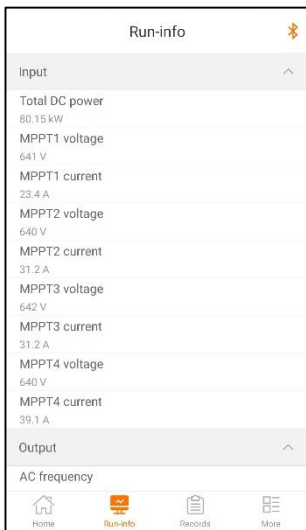 Run-info
Input
Total DC power
80.15 kW
MPPT1 voltage
641 V
MPPT1 current
23.4 A
MPPT2 voltage
640 V
MPPT2 current
31.2 A
MPPT3 voltage
642 V
MPPT3 current
31.2 A
MPPT4 voltage
640 V
MPPT4 current
39.1 A
Output
AC frequency
Home Run-info Records More